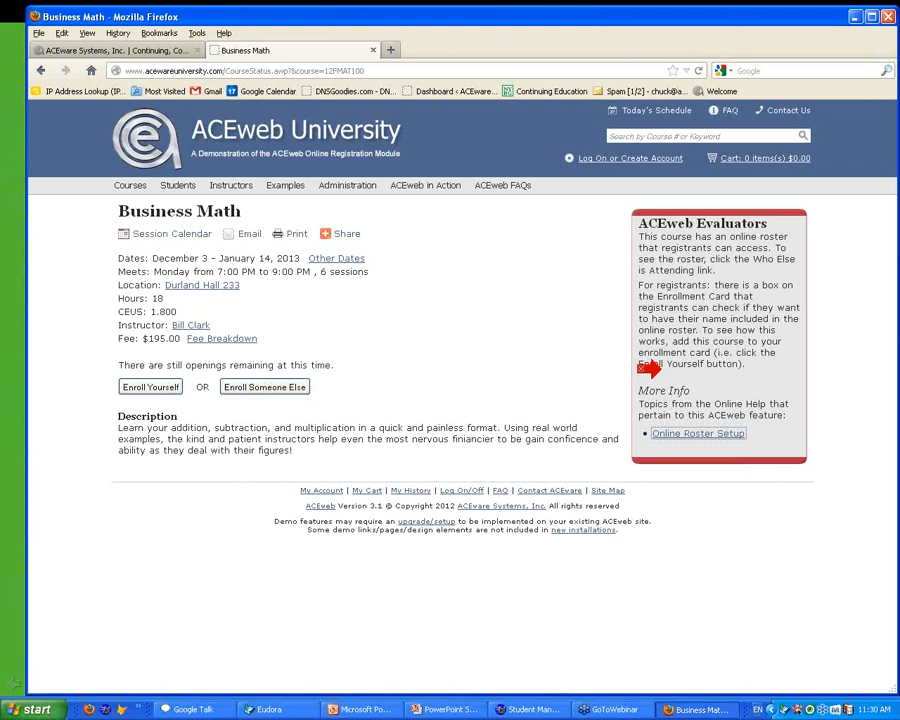 Business Math - Mozilla Firefox
File Edit View History Bookmarks Tools Help
ACEware Systems, Inc. | Continuing, Co... Business Math
www.acewareuniversity.com/CourseStatus.awp?&course=12FMAT100 Google
IP Address Lookup (IP... Most Visited Gmail Google Calendar DNSGoodies.com - DN... Dashboard ‹ ACEware... Continuing Education Spam [1/2] - chuck@a... Welcome
Today's Schedule FAQ Contact Us
ACEweb University
A Demonstration of the ACEweb Online Registration Module
Search by Course # or Keyword
Log On or Create Account Cart: 0 items($0.00
Courses Students Instructors Examples Administration ACEweb in Action ACEweb FAQs
Business Math
Session Calendar Email Print Share
Dates: December 3 - January 14, 2013 Other Dates
Meets: Monday from 7:00 PM to 9:00 PM , 6 sessions
Location: Durland Hall 233
Hours: 18
CEUS: 1.800
Instructor: Bill Clark
Fee: $195.00 Fee Breakdown
There are still openings remaining at this time.
Enroll Yourself OR Enroll Someone Else
Description
Learn your addition, subtraction, and multiplication in a quick and painless format. Using real world
examples, the kind and patient instructors help even the most nervous finiancier to be gain conficence and
ability as they deal with their figures!
ACEweb Evaluators
This course has an online roster
that registrants can access. To
see the roster, click the Who Else
is Attending link.
For registrants: there is a box on
the Enrollment Card that
registrants can check if they want
to have their name included in the
online roster. To see how this
works, add this course to your
enrollment card (i.e. click the
Enroll Yourself button).
More Info
Topics from the Online Help that
pertain to this ACEweb feature:
• Online Roster Setup
My Account | My Cart | My History | Log On/Off | FAQ | Contact ACEware | Site Map
ACEweb Version 3.1 © Copyright 2012 ACEware Systems, Inc. All rights reserved
Demo features may require an upgrade/setup to be implemented on your existing ACEweb site.
Some demo links/pages/design elements are not included in new installations.
start Google Talk Eudora Microsoft Po... PowerPoint S... Student Man... GoToWebinar Business Mat... EN 11:30 AM